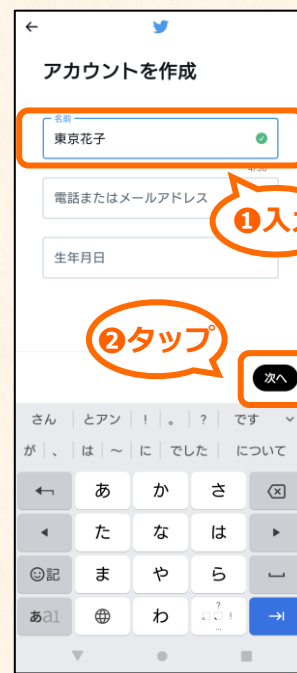 アカウントを作成
名前
東京花子
4/50
電話またはメールアドレス
❶入力
生年月日
❷タップ
次へ
さん とアン ! 。 ? です
が 、 は ~ に でした について
あ か さ
た な は
記 ま や ら
あa1 わ 、。?!…